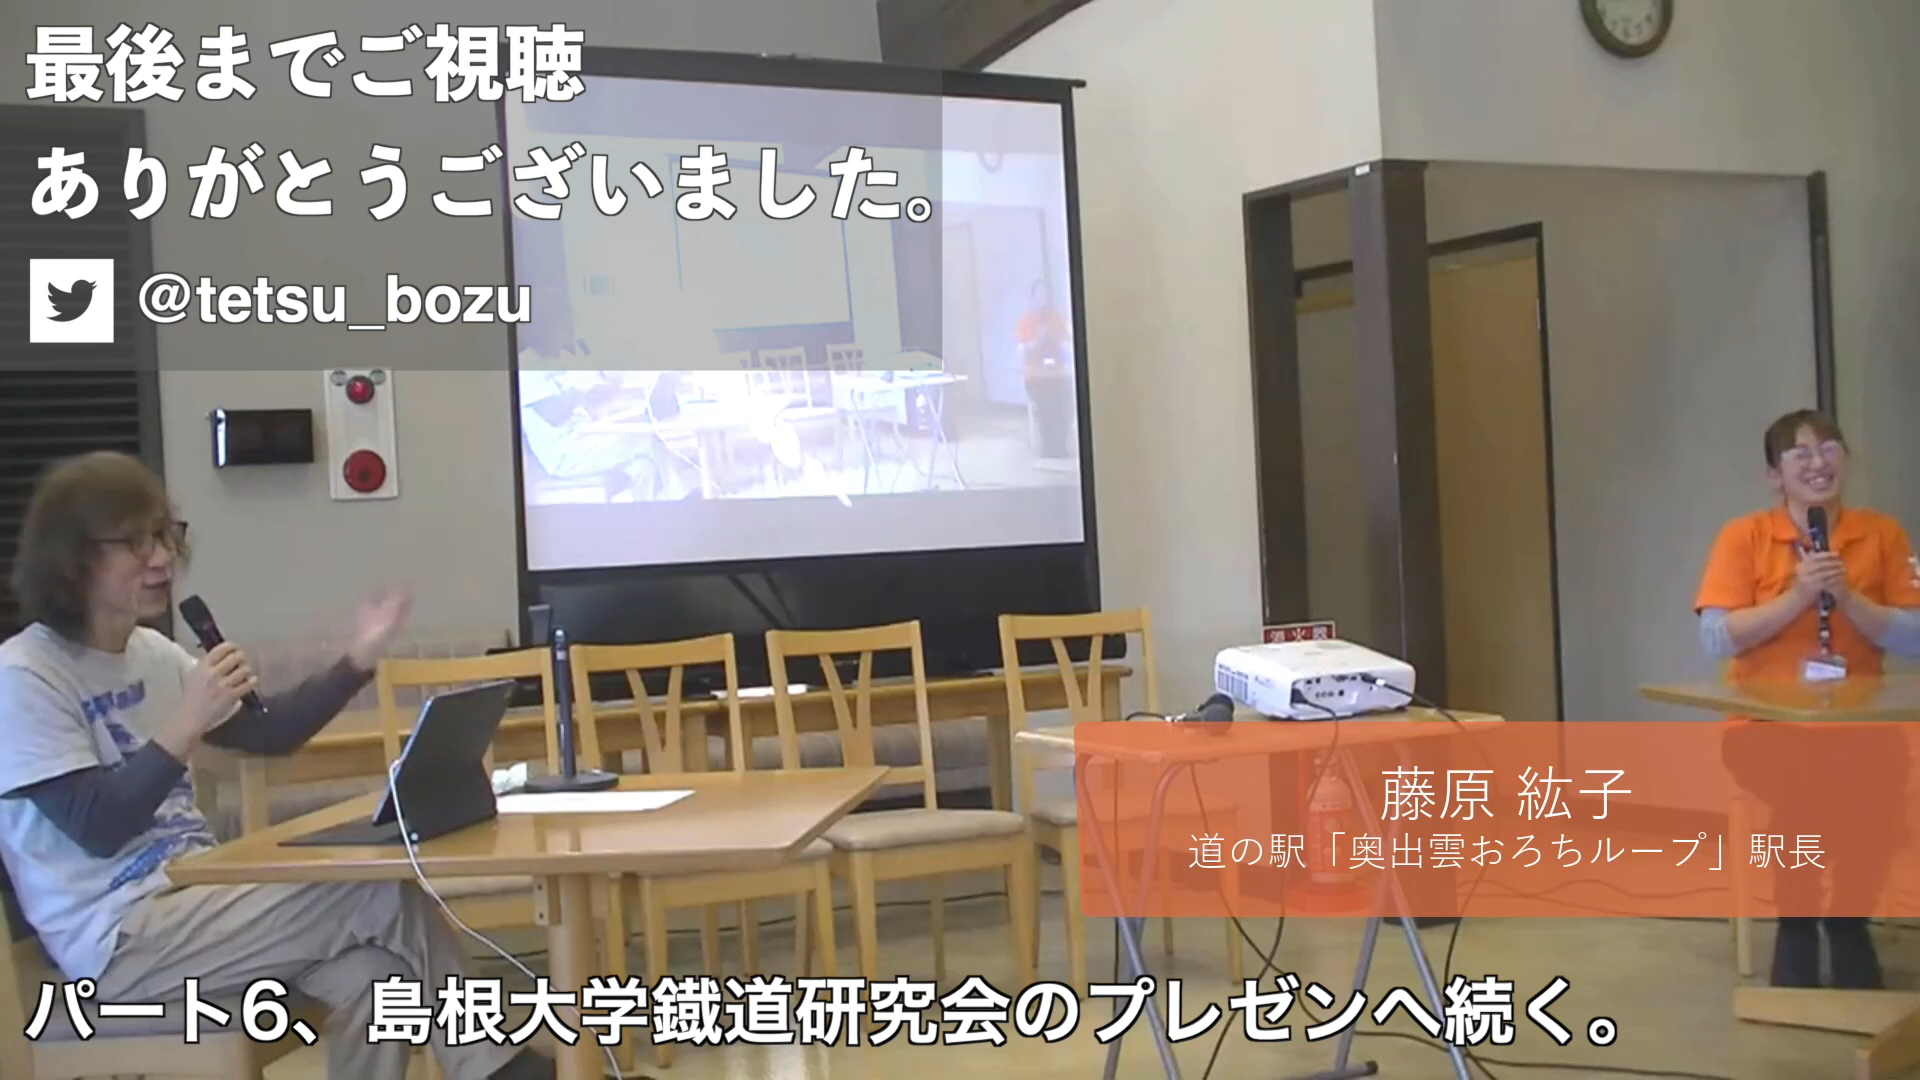 最後までご視聴
ありがとうございました。
@tetsu_bozu
消火器
藤原 紘子
道の駅「奥出雲おろちループ」駅長
パート6、島根大学鐵道研究会のプレゼンへ続く。